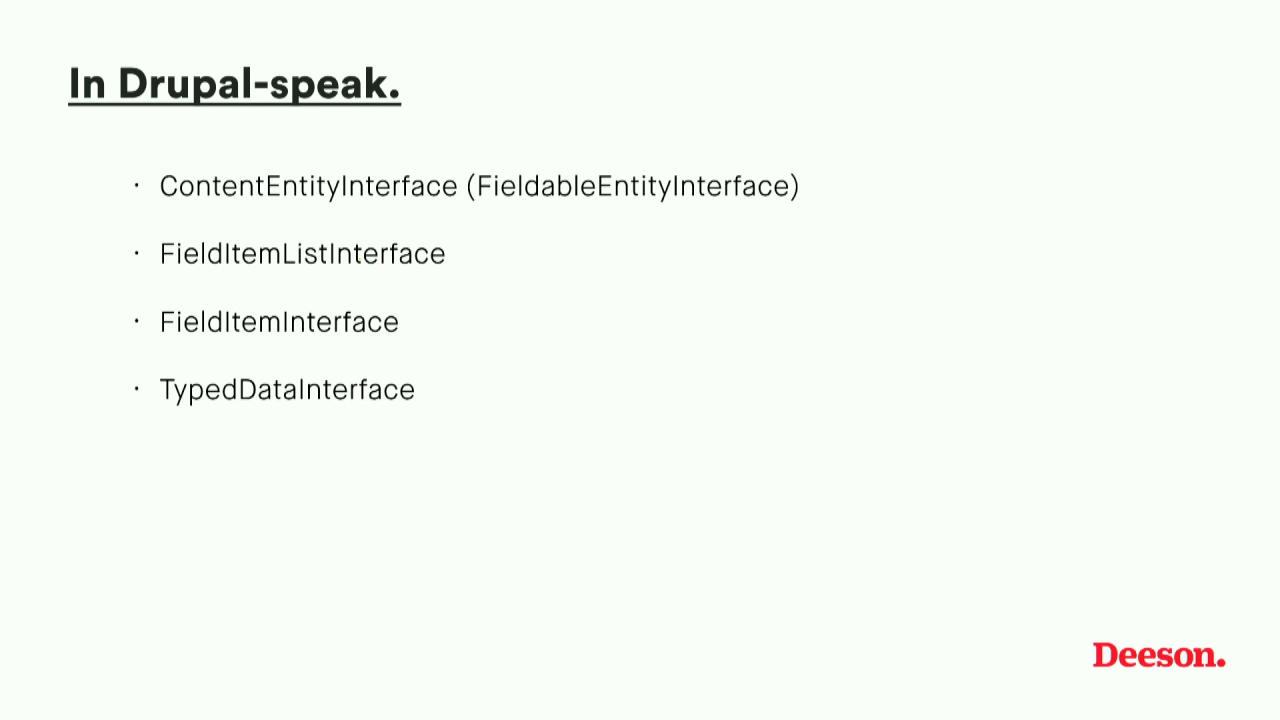 In Drupal-speak.
· ContentEntityInterface (FieldableEntityInterface)
· FieldItemListInterface
· FieldItemInterface
· TypedDataInterface
Deeson.